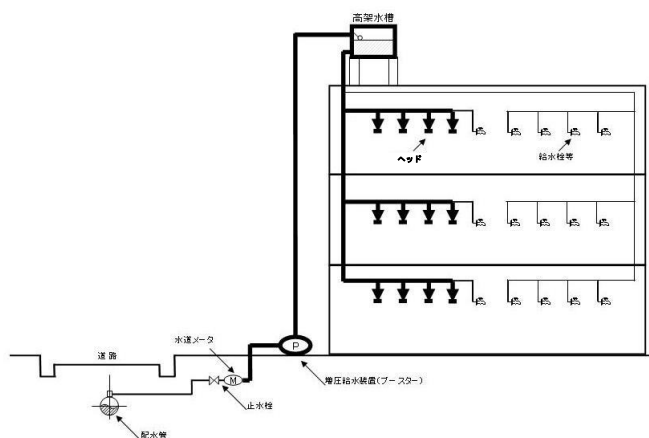 高架水槽
ヘッド
給水栓等
水道メータ
道路
P
M
増圧給水装置(ブースター)
止水栓
配水管